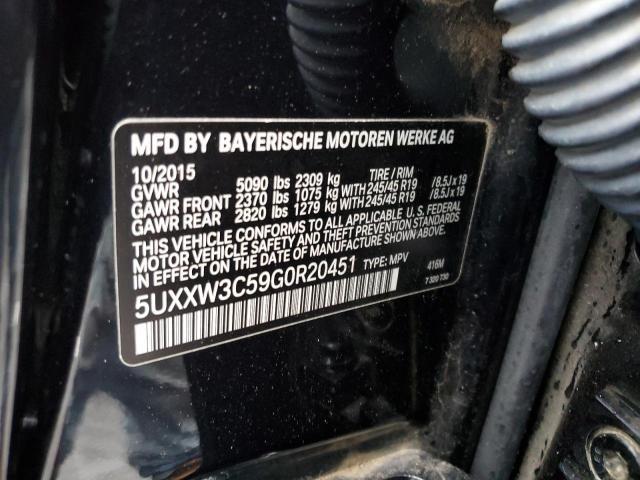 MFD BY BAYERISCHE MOTOREN WERKE AG
10/2015 TIRE / RIM
GVWR 5090 lbs 2309 kg
GAWR FRONT 2370 lbs 1075 kg WITH 245/45 R19 /8.5J x 19
GAWR REAR 2820 lbs 1279 kg WITH 245/45 R19 /8.5J x 19
THIS VEHICLE CONFORMS TO ALL APPLICABLE U.S. FEDERAL
MOTOR VEHICLE SAFETY AND THEFT PREVENTION STANDARDS
IN EFFECT ON THE DATE OF MANUFACTURE SHOWN ABOVE.
5UXXW3C59G0R20451 TYPE: MPV 416M
7 320 730